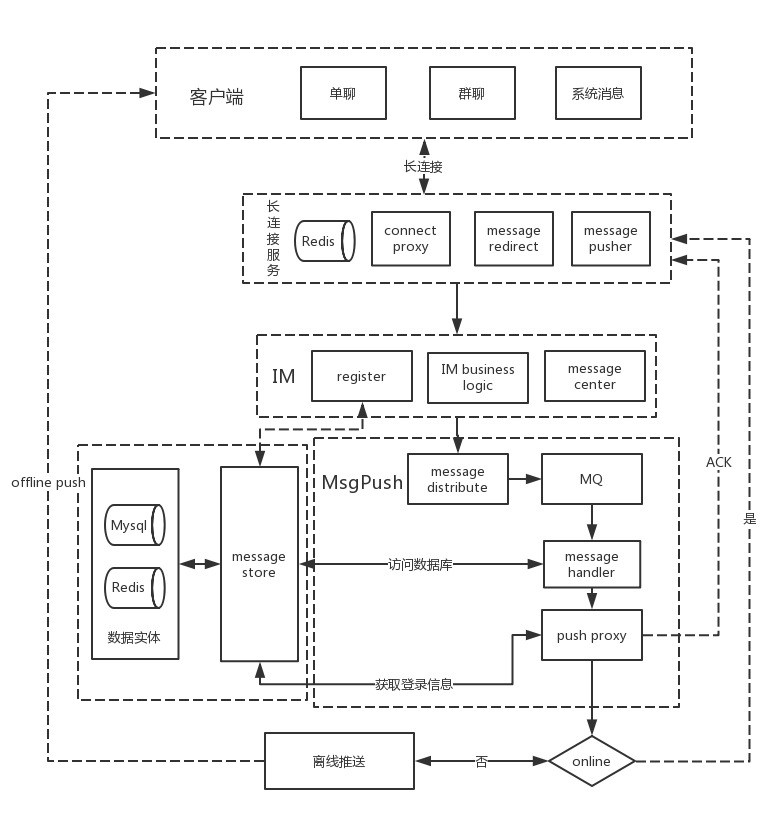 客户端
单聊
群聊
系统消息
长连接
长
连
接
服
务
Redis
connect
proxy
message
redirect
message
pusher
IM
register
IM business
logic
message
center
MsgPush
message
distribute
MQ
ACK
offline push
Mysql
Redis
数据实体
message
store
访问数据库
message
handler
是
push proxy
获取登录信息
离线推送
否
online